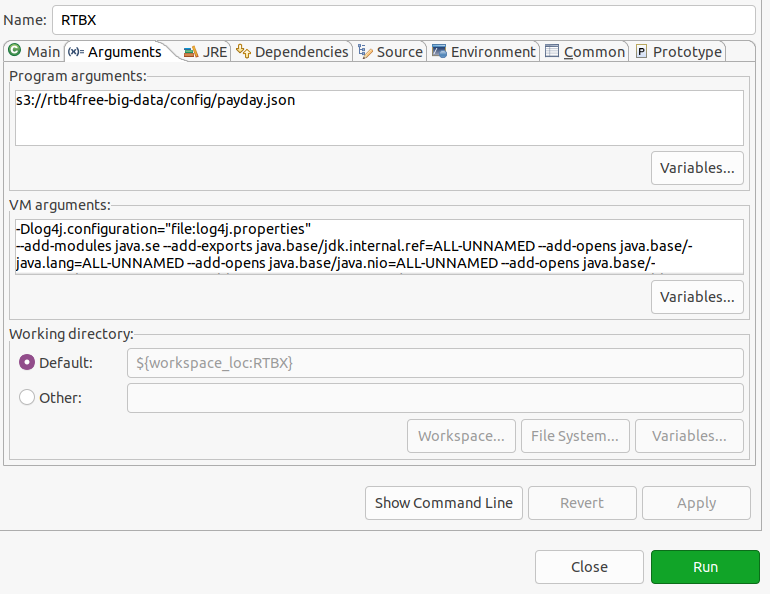 Name: RTBX
Main (x)= Arguments JRE Dependencies Source Environment Common Prototype
Program arguments:
s3://rtb4free-big-data/config/payday.json
Variables...
VM arguments:
-Dlog4j.configuration="file:log4j.properties"
--add-modules java.se --add-exports java.base/jdk.internal.ref=ALL-UNNAMED --add-opens java.base/-
java.lang=ALL-UNNAMED --add-opens java.base/java.nio=ALL-UNNAMED --add-opens java.base/-
Variables...
Working directory:
Default: ${workspace_loc:RTBX}
Other:
Workspace... File System... Variables...
Show Command Line Revert Apply
Close Run